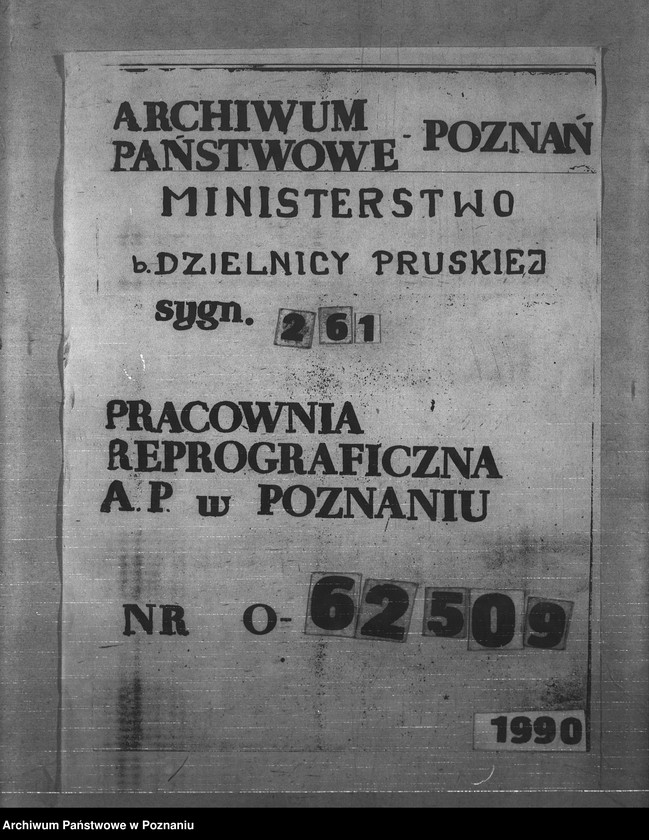 ARCHIWUM
PAŃSTWOWE - POZNAŃ
MINISTERSTWO
b. DZIELNICY PRUSKIEJ
sygn. 261
PRACOWNIA
REPROGRAFICZNA
A.P. w POZNANIU
NR O-62509
1990
Archiwum Państwowe w Poznaniu